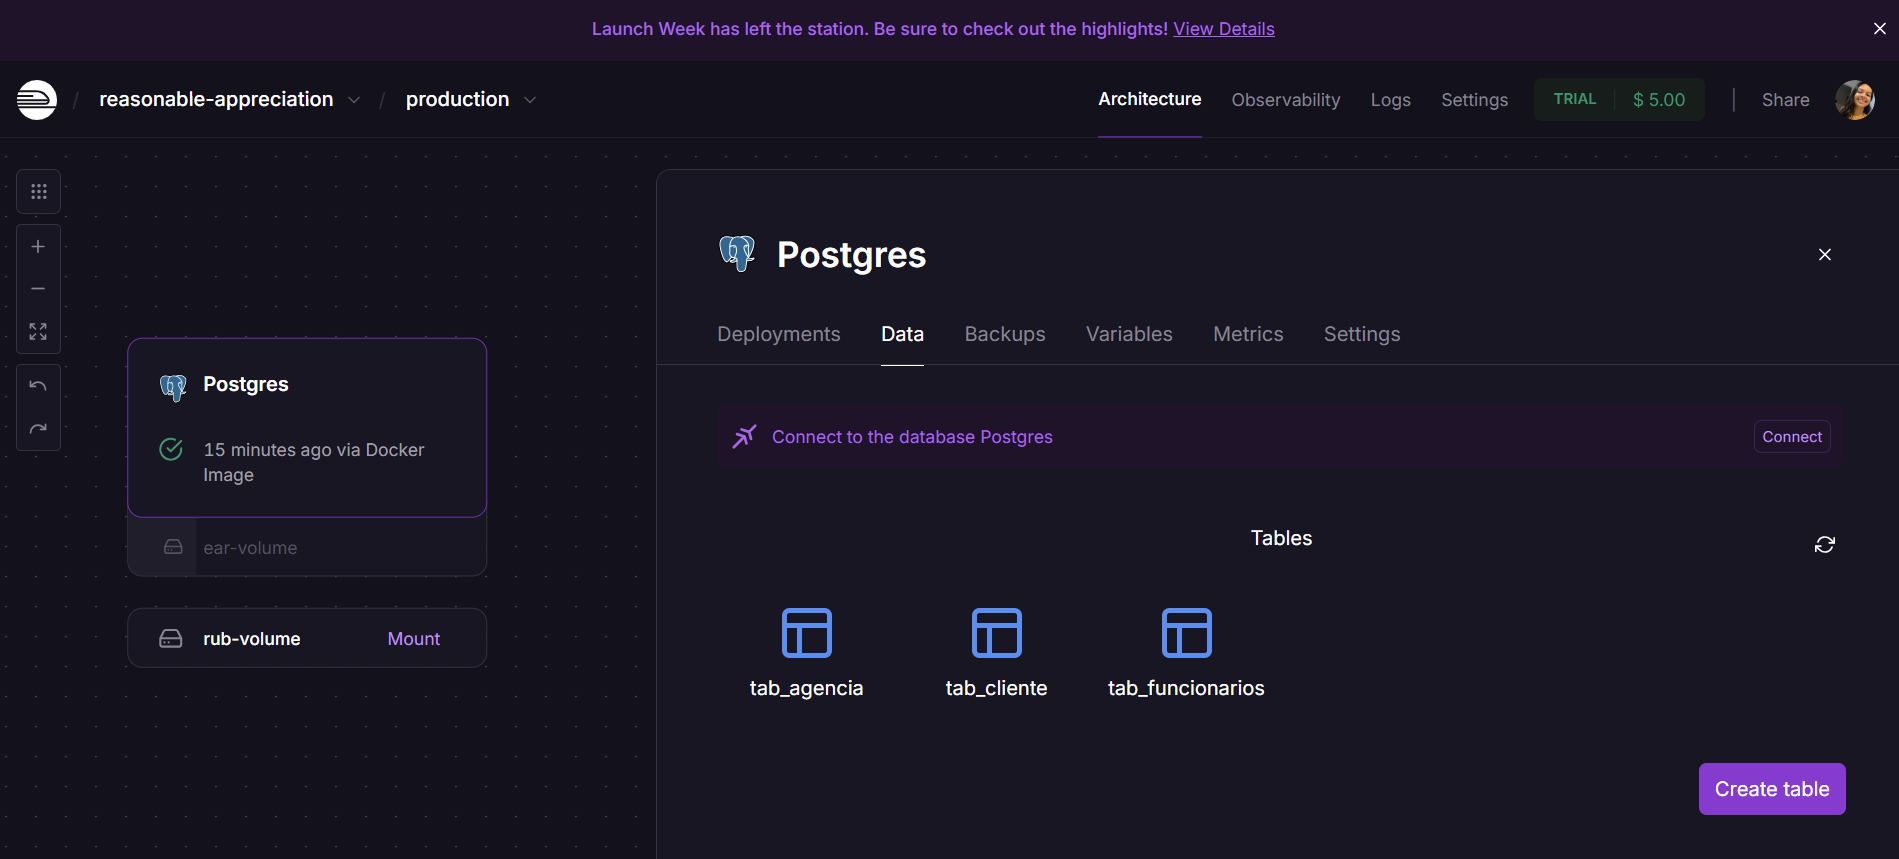 Launch Week has left the station. Be sure to check out the highlights! View Details
reasonable-appreciation
/
production
Architecture
Observability
Logs
Settings
TRIAL
$ 5.00
Share
Postgres
Deployments
Data
Backups
Variables
Metrics
Settings
Connect to the database Postgres
Connect
Tables
tab_agencia
tab_cliente
tab_funcionarios
Create table
Postgres
15 minutes ago via Docker
Image
ear-volume
rub-volume
Mount